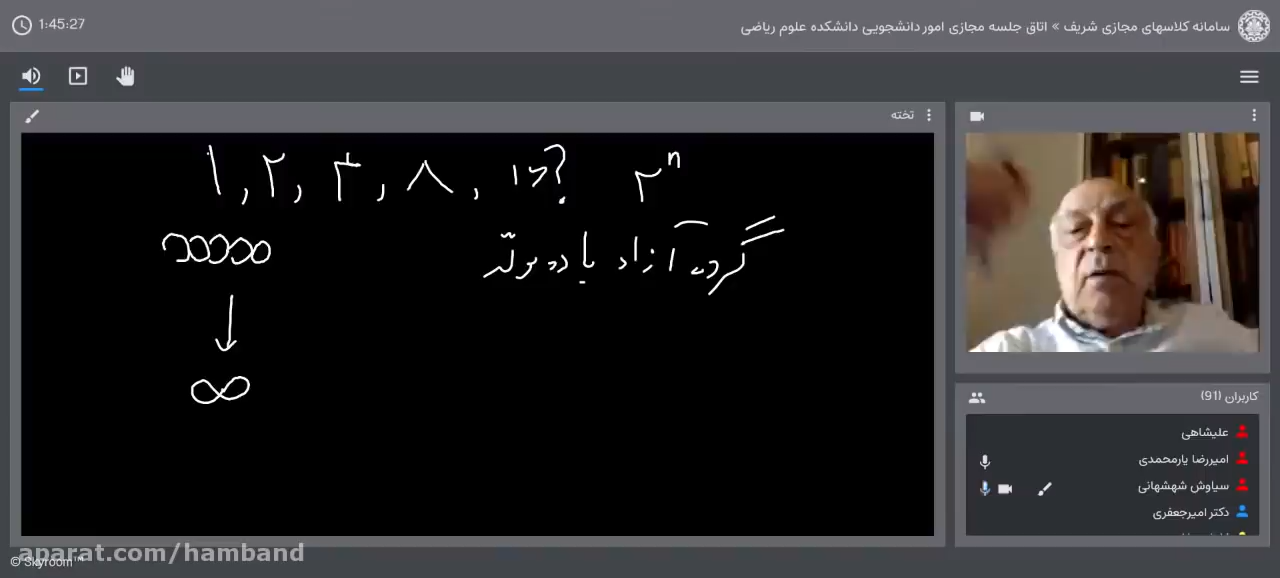 1:45:27
سامانه کلاسهای مجازی شریف » اتاق جلسه مجازی امور دانشجویی دانشکده علوم ریاضی
تخته
۱, ۲, ۴, ۸, ۱۶? ۲ⁿ
گروه آزاد با دو مولّد
∞
کاربران (91)
علیشاهی
امیررضا یارمحمدی
سیاوش شهشهانی
دکتر امیرجعفری
aparat.com/hamband
© Skyroom™